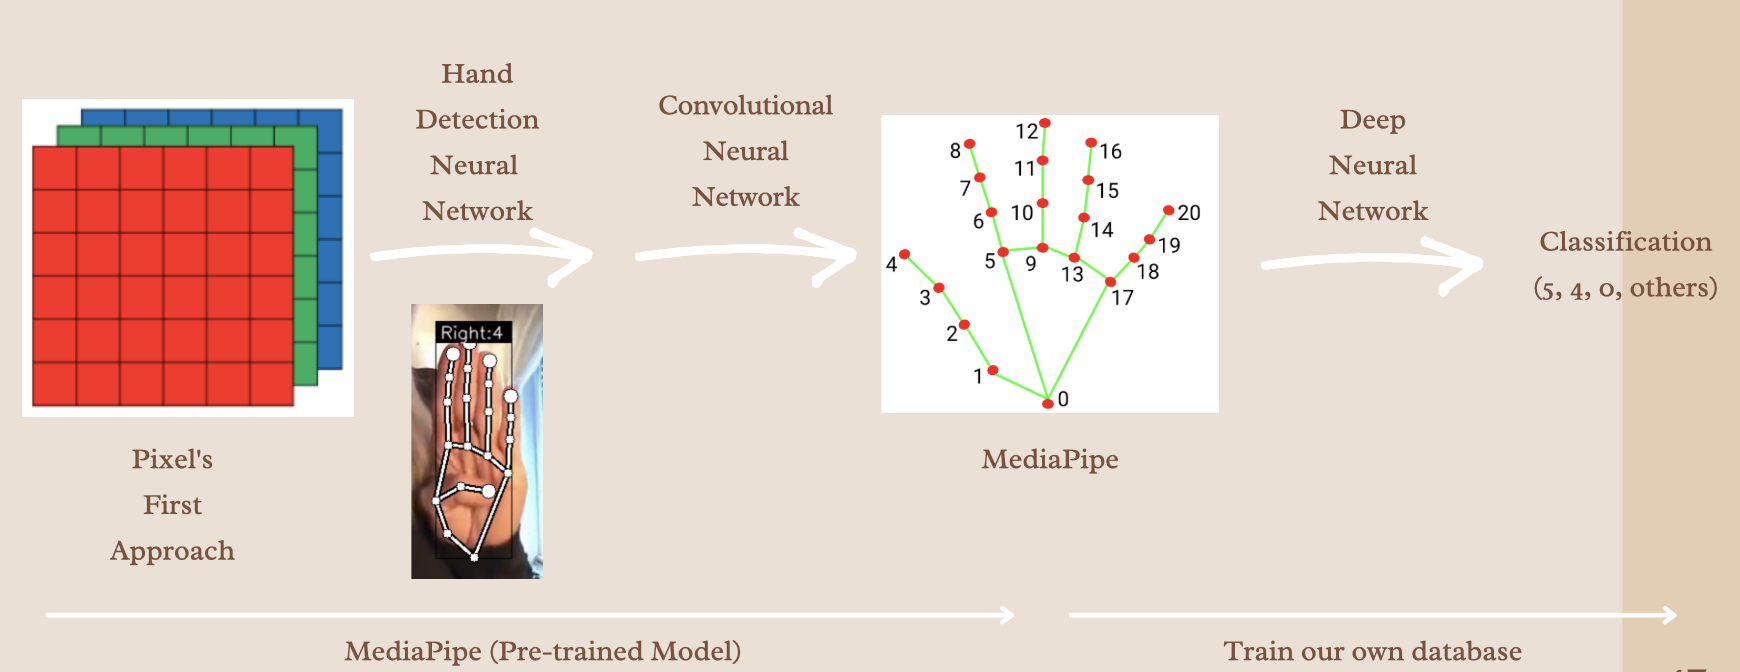 Hand
Detection
Neural
Network
Convolutional
Neural
Network
Deep
Neural
Network
Classification
(5, 4, 0, others)
Right:4
12
8
16
11
7
15
6
10
14
20
19
4
5
9
13
18
3
17
2
1
0
Pixel's
First
Approach
MediaPipe
MediaPipe (Pre-trained Model)
Train our own database